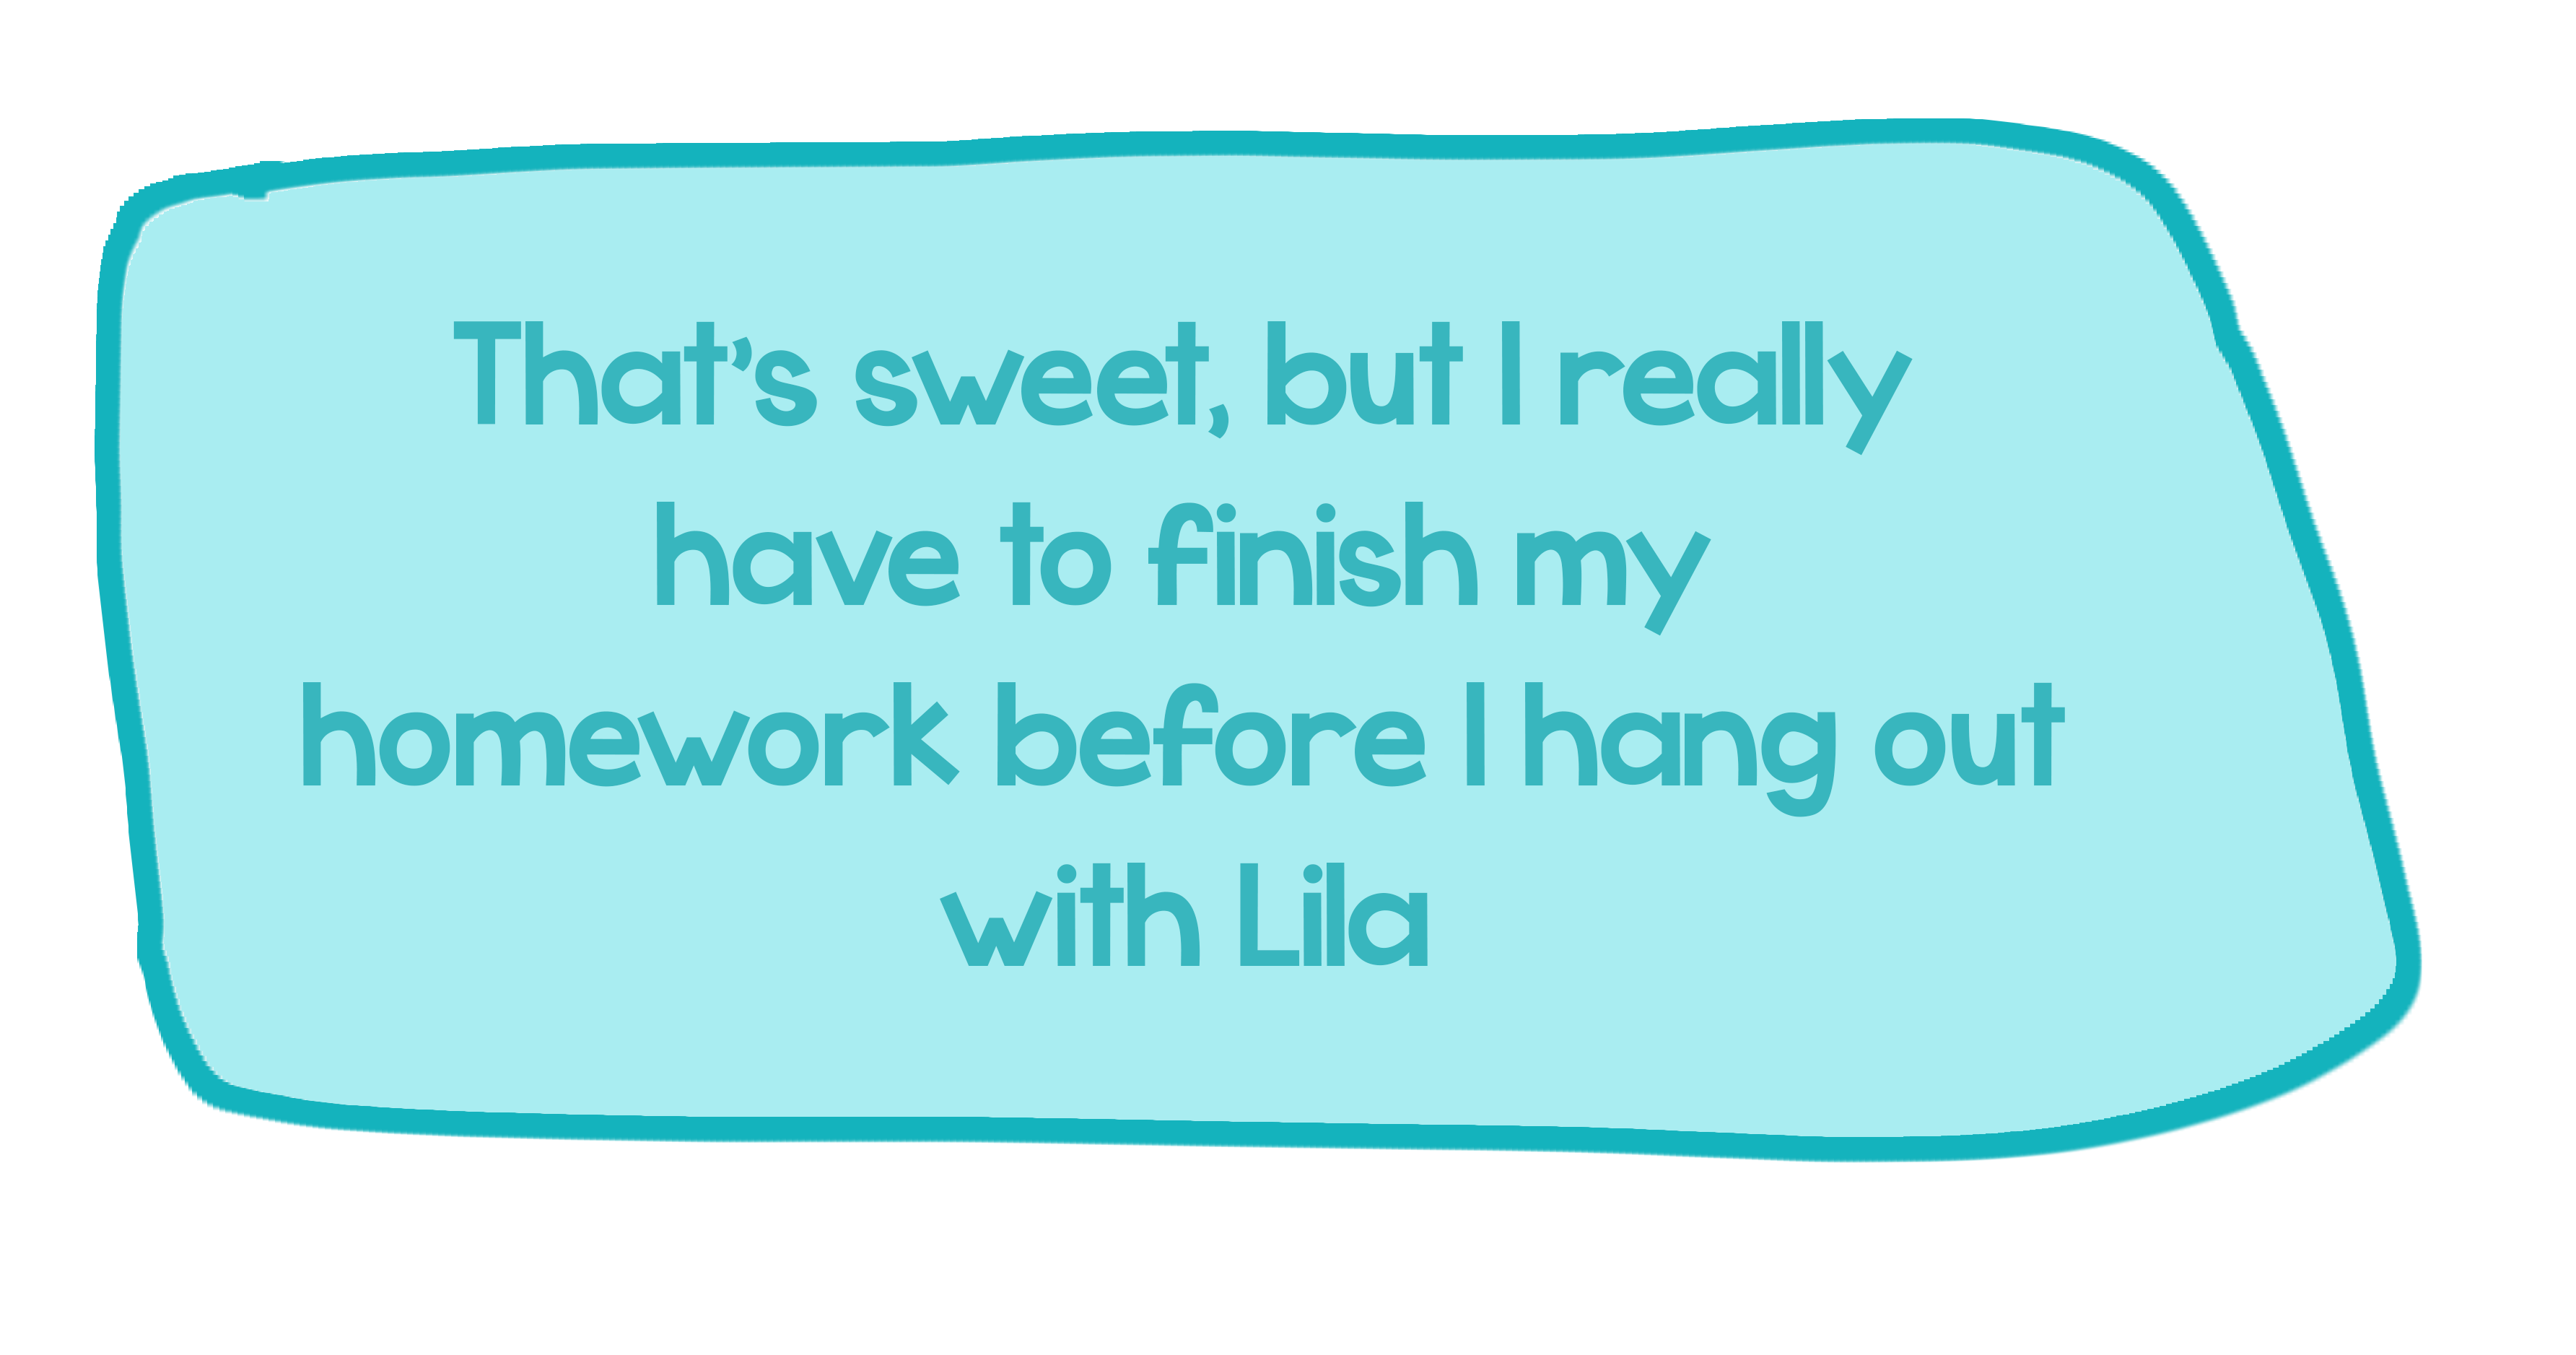 That's sweet, but I really
have to finish my
homework before I hang out
with Lila